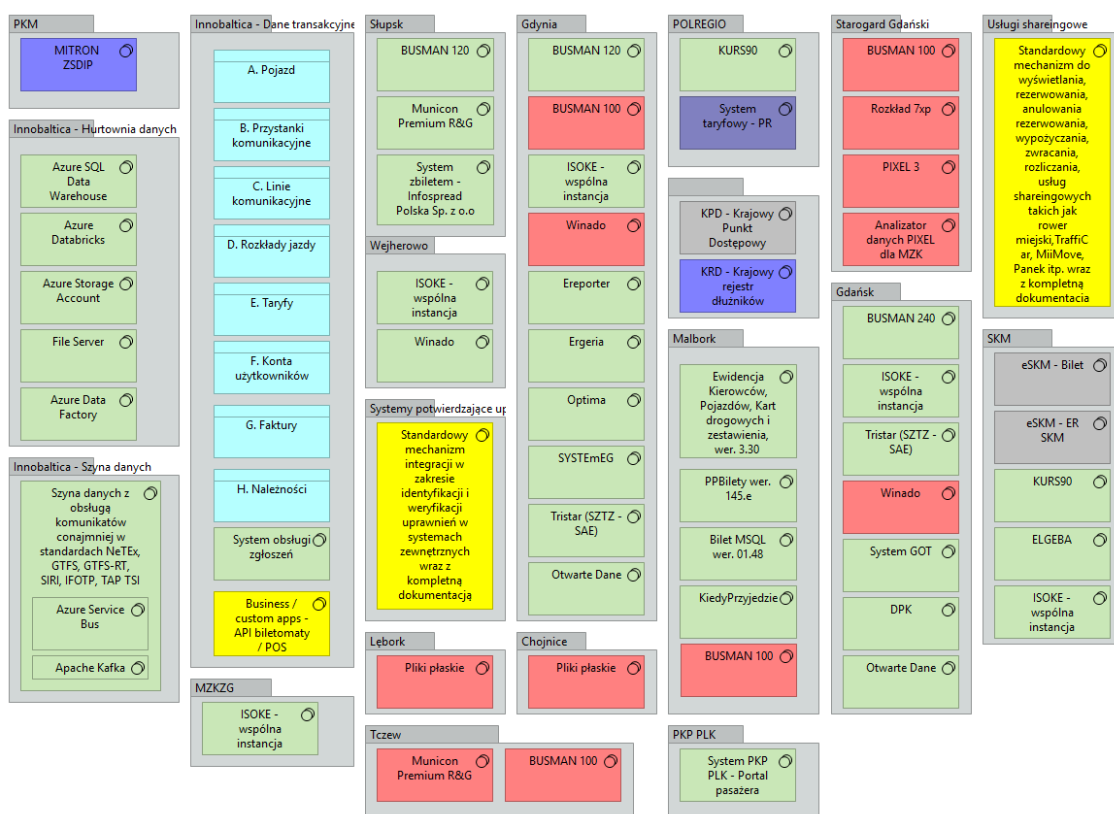 PKM
MITRON
ZSDIP
Innobaltica - Hurtownia danych
Azure SQL
Data
Warehouse
Azure
Databricks
Azure Storage
Account
File Server
Azure Data
Factory
Innobaltica - Szyna danych
Szyna danych z
obsługą
komunikatów
conajmniej w
standardach NeTEx,
GTFS, GTFS-RT,
SIRI, IFOTP, TAP TSI
Azure Service
Bus
Apache Kafka
Innobaltica - Dane transakcyjne
A. Pojazd
B. Przystanki
komunikacyjne
C. Linie
komunikacyjne
D. Rozkłady jazdy
E. Taryfy
F. Konta
użytkowników
G. Faktury
H. Należności
System obsługi
zgłoszeń
Business /
custom apps -
API biletomaty
/ POS
MZKZG
ISOKE -
wspólna
instancja
Słupsk
BUSMAN 120
Municon
Premium R&G
System
zbiletem -
Infospread
Polska Sp. z o.o
Wejherowo
ISOKE -
wspólna
instancja
Winado
Systemy potwierdzające up
Standardowy
mechanizm
integracji w
zakresie
identyfikacji i
weryfikacji
uprawnień w
systemach
zewnętrznych
wraz z
kompletną
dokumentacją
Lębork
Pliki płaskie
Tczew
Municon
Premium R&G
BUSMAN 100
Gdynia
BUSMAN 120
BUSMAN 100
ISOKE -
wspólna
instancja
Winado
Ereporter
Ergeria
Optima
SYSTEmEG
Tristar (SZTZ -
SAE)
Otwarte Dane
Chojnice
Pliki płaskie
POLREGIO
KURS90
System
taryfowy - PR
KPD - Krajowy
Punkt
Dostępowy
KRD - Krajowy
rejestr
dłużników
Malbork
Ewidencja
Kierowców,
Pojazdów, Kart
drogowych i
zestawienia,
wer. 3.30
PPBilety wer.
145.e
Bilet MSQL
wer. 01.48
KiedyPrzyjedzie
BUSMAN 100
PKP PLK
System PKP
PLK - Portal
pasażera
Starogard Gdański
BUSMAN 100
Rozkład 7xp
PIXEL 3
Analizator
danych PIXEL
dla MZK
Gdańsk
BUSMAN 240
ISOKE -
wspólna
instancja
Tristar (SZTZ -
SAE)
Winado
System GOT
DPK
Otwarte Dane
Usługi shareingowe
Standardowy
mechanizm do
wyświetlania,
rezerwowania,
anulowania
rezerwowania,
wypożyczania,
zwracania,
rozliczania,
usług
shareingowych
takich jak
rower
miejski,TraffiC
ar, MiiMove,
Panek itp. wraz
z kompletną
dokumentacja
SKM
eSKM - Bilet
eSKM - ER
SKM
KURS90
ELGEBA
ISOKE -
wspólna
instancja